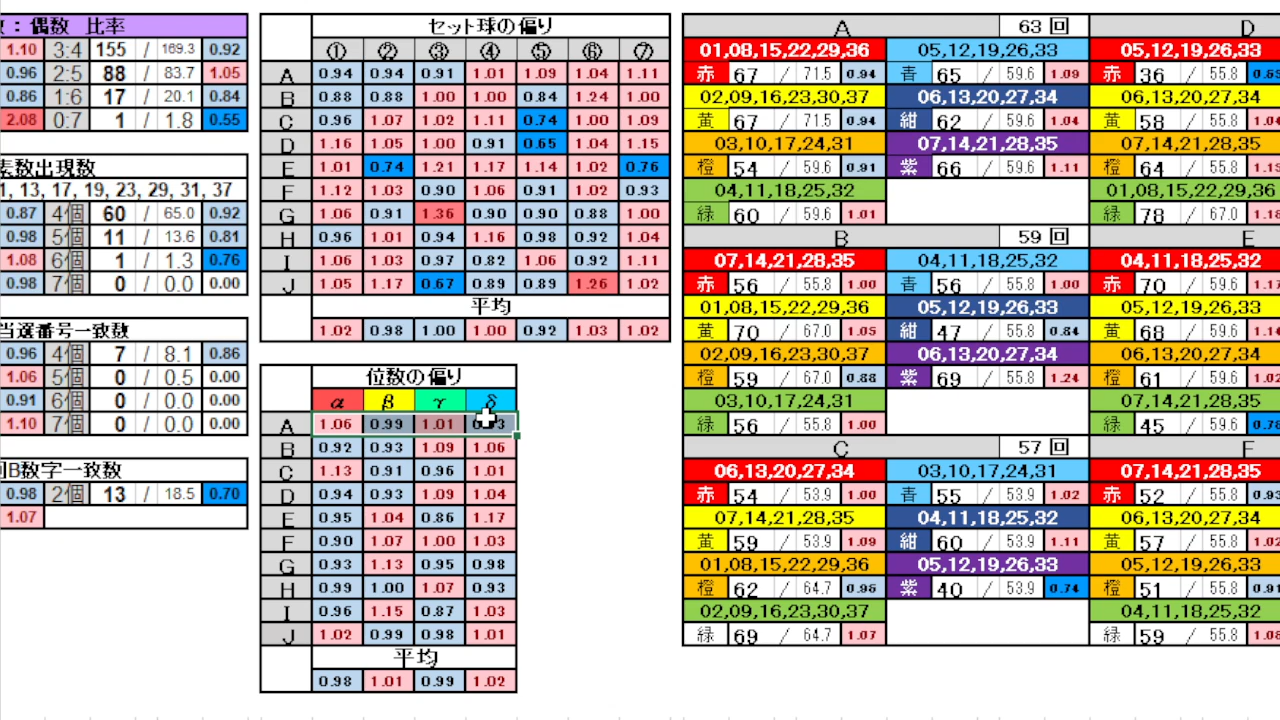 ：偶数 比率
1.10 3:4 155 / 169.3 0.92
0.96 2:5 88 / 83.7 1.05
0.86 1:6 17 / 20.1 0.84
2.08 0:7 1 / 1.8 0.55
素数出現数
1, 13, 17, 19, 23, 29, 31, 37
0.87 4個 60 / 65.0 0.92
0.98 5個 11 / 13.6 0.81
1.08 6個 1 / 1.3 0.76
0.98 7個 0 / 0.0 0.00
当選番号一致数
0.96 4個 7 / 8.1 0.86
1.06 5個 0 / 0.5 0.00
0.91 6個 0 / 0.0 0.00
1.10 7個 0 / 0.0 0.00
回B数字一致数
0.98 2個 13 / 18.5 0.70
1.07
セット球の偏り
① ② ③ ④ ⑤ ⑥ ⑦
A 0.94 0.94 0.91 1.01 1.09 1.04 1.11
B 0.88 0.88 1.00 1.00 0.84 1.24 1.00
C 0.96 1.07 1.02 1.11 0.74 1.00 1.09
D 1.16 1.05 1.00 0.91 0.65 1.04 1.15
E 1.01 0.74 1.21 1.17 1.14 1.02 0.76
F 1.12 1.03 0.90 1.06 0.91 1.02 0.93
G 1.06 0.91 1.36 0.90 0.90 0.88 1.00
H 0.96 1.01 0.94 1.16 0.98 0.92 1.04
I 1.06 1.03 0.97 0.82 1.06 0.92 1.11
J 1.05 1.17 0.67 0.89 0.89 1.26 1.02
平均
1.02 0.98 1.00 1.00 0.92 1.03 1.02
位数の偏り
α β γ δ
A 1.06 0.99 1.01
B 0.92 0.93 1.09 1.06
C 1.13 0.91 0.96 1.01
D 0.94 0.93 1.09 1.04
E 0.95 1.04 0.86 1.17
F 0.90 1.07 1.00 1.03
G 0.93 1.13 0.95 0.98
H 0.99 1.00 1.07 0.93
I 0.96 1.15 0.87 1.03
J 1.02 0.99 0.98 1.01
平均
0.98 1.01 0.99 1.02
A 63 回
01,08,15,22,29,36 05,12,19,26,33
赤 67 / 71.5 0.94 青 65 / 59.6 1.09
02,09,16,23,30,37 06,13,20,27,34
黄 67 / 71.5 0.94 紺 62 / 59.6 1.04
03,10,17,24,31 07,14,21,28,35
橙 54 / 59.6 0.91 紫 66 / 59.6 1.11
04,11,18,25,32
緑 60 / 59.6 1.01
B 59 回
07,14,21,28,35 04,11,18,25,32
赤 56 / 55.8 1.00 青 56 / 55.8 1.00
01,08,15,22,29,36 05,12,19,26,33
黄 70 / 67.0 1.05 紺 47 / 55.8 0.84
02,09,16,23,30,37 06,13,20,27,34
橙 59 / 67.0 0.88 紫 69 / 55.8 1.24
03,10,17,24,31
緑 56 / 55.8 1.00
C 57 回
06,13,20,27,34 03,10,17,24,31
赤 54 / 53.9 1.00 青 55 / 53.9 1.02
07,14,21,28,35 04,11,18,25,32
黄 59 / 53.9 1.09 紺 60 / 53.9 1.11
01,08,15,22,29,36 05,12,19,26,33
橙 62 / 64.7 0.96 紫 40 / 53.9 0.74
02,09,16,23,30,37
緑 69 / 64.7 1.07
D
05,12,19,26,33
赤 36 / 55.8 0.65
06,13,20,27,34
黄 58 / 55.8 1.04
07,14,21,28,35
橙 64 / 55.8 1.15
01,08,15,22,29,36
緑 78 / 67.0 1.16
E
04,11,18,25,32
赤 70 / 59.6 1.17
05,12,19,26,33
黄 68 / 59.6 1.14
06,13,20,27,34
橙 61 / 59.6 1.02
07,14,21,28,35
緑 45 / 59.6 0.76
F
07,14,21,28,35
赤 52 / 55.8 0.93
06,13,20,27,34
黄 57 / 55.8 1.02
05,12,19,26,33
橙 51 / 55.8 0.91
04,11,18,25,32
緑 59 / 55.8 1.06